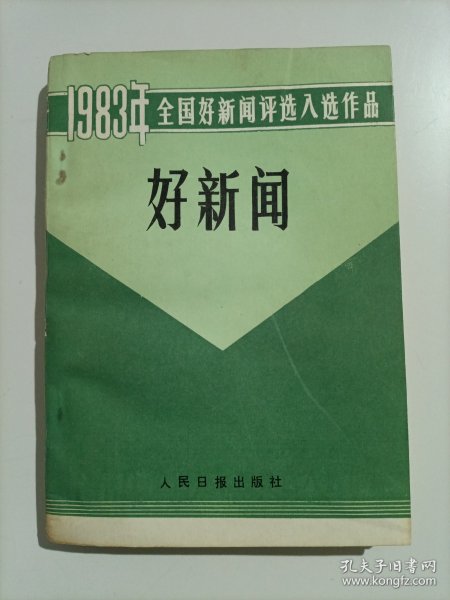 1983年全国好新闻评选入选作品
好新闻
人民日报出版社
孔夫子旧书网
www.kongfz.com